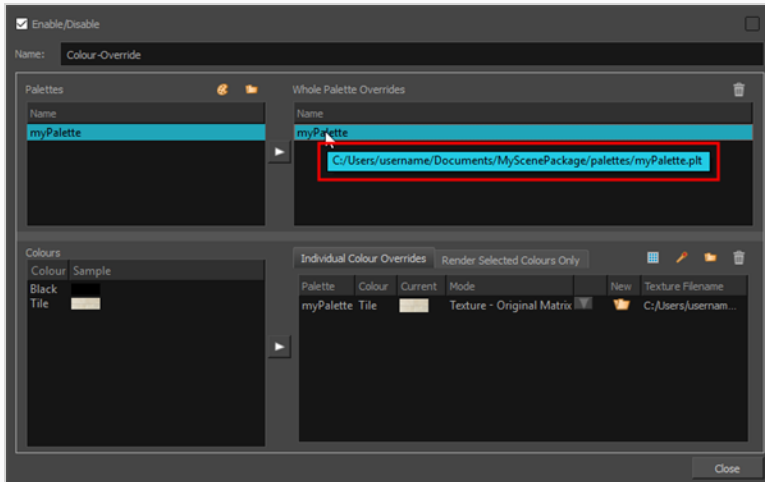 Enable/Disable
Name: Colour-Override
Palettes
Whole Palette Overrides
Name
Name
myPalette
myPalette
C:/Users/username/Documents/MyScenePackage/palettes/myPalette.plt
Colours
Individual Colour Overrides
Render Selected Colours Only
Colour Sample
Palette Colour Current Mode New Texture Filename
Black
Tile
myPalette Tile Texture - Original Matrix C:/Users/usernam...
Close